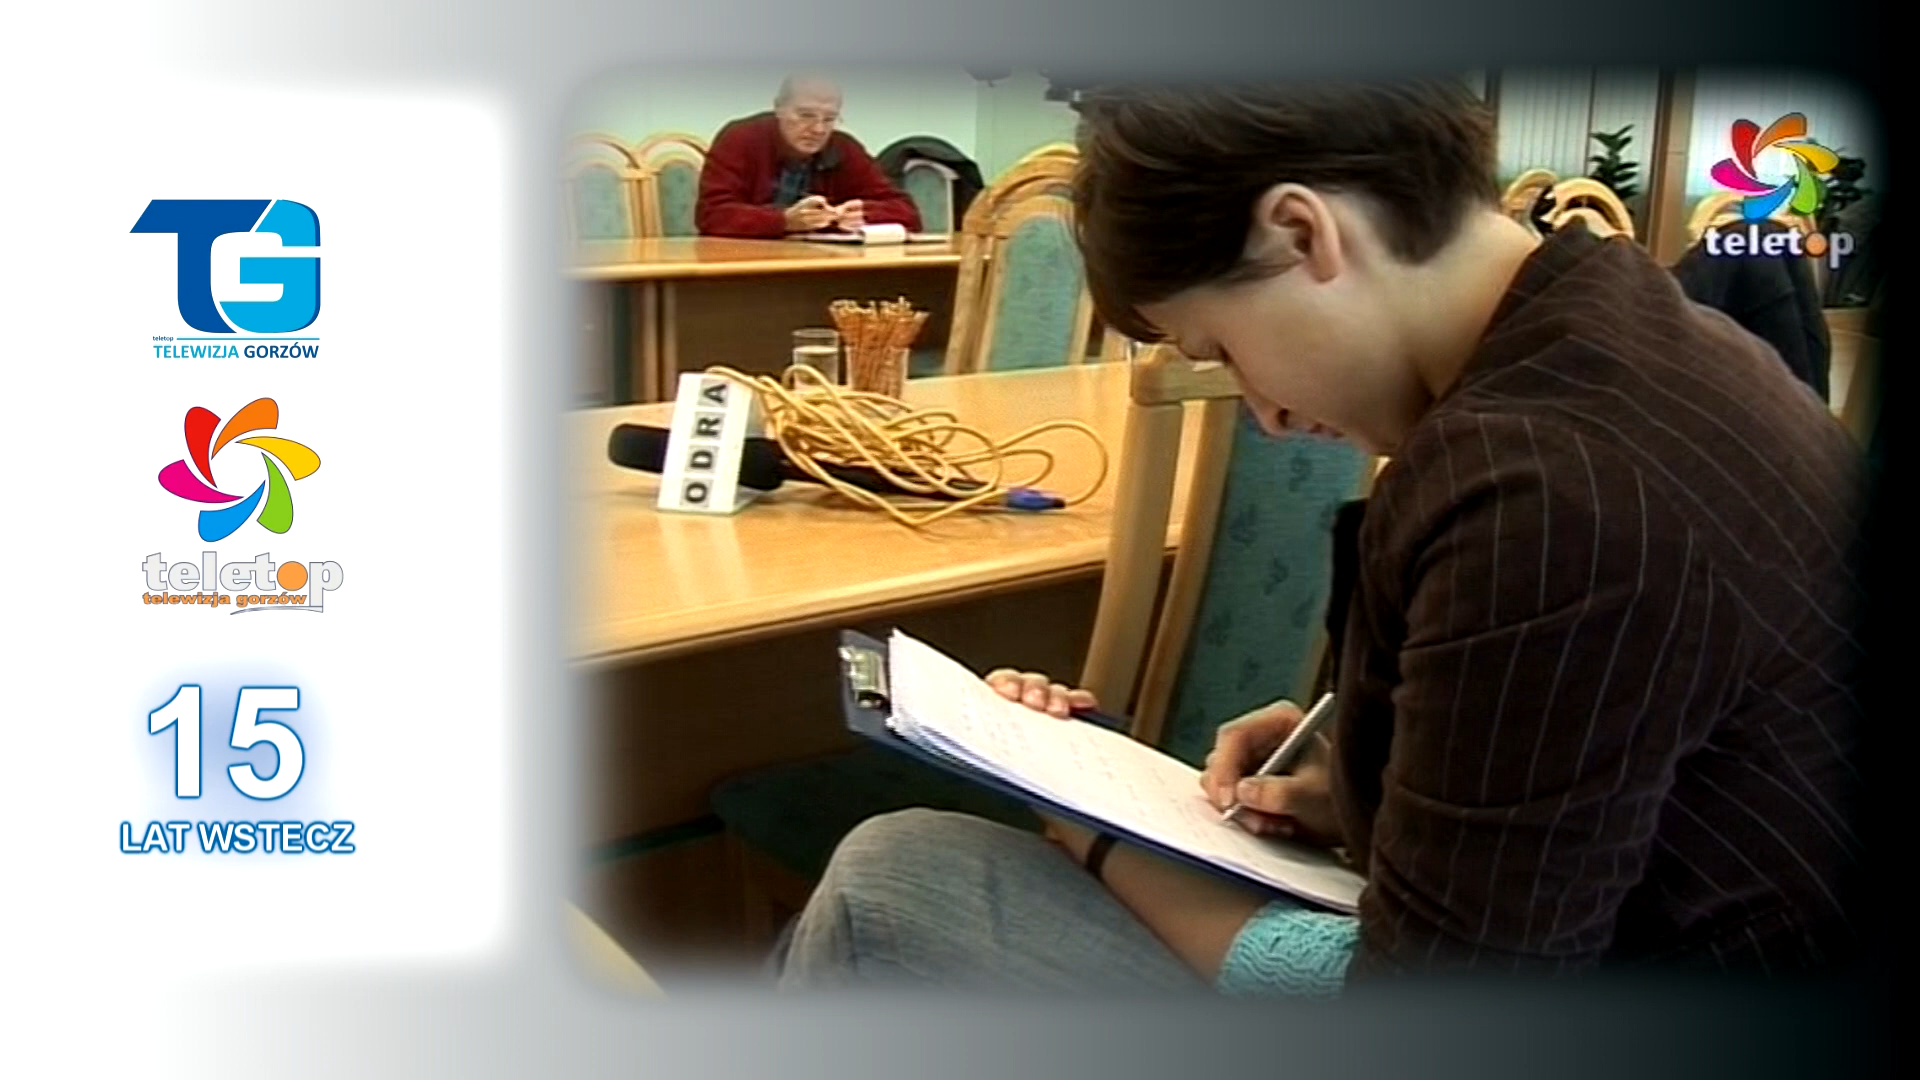 TG
teletop
TELEWIZJA GORZÓW
teletop
telewizja gorzów
15
LAT WSTECZ
ODRA
teletop